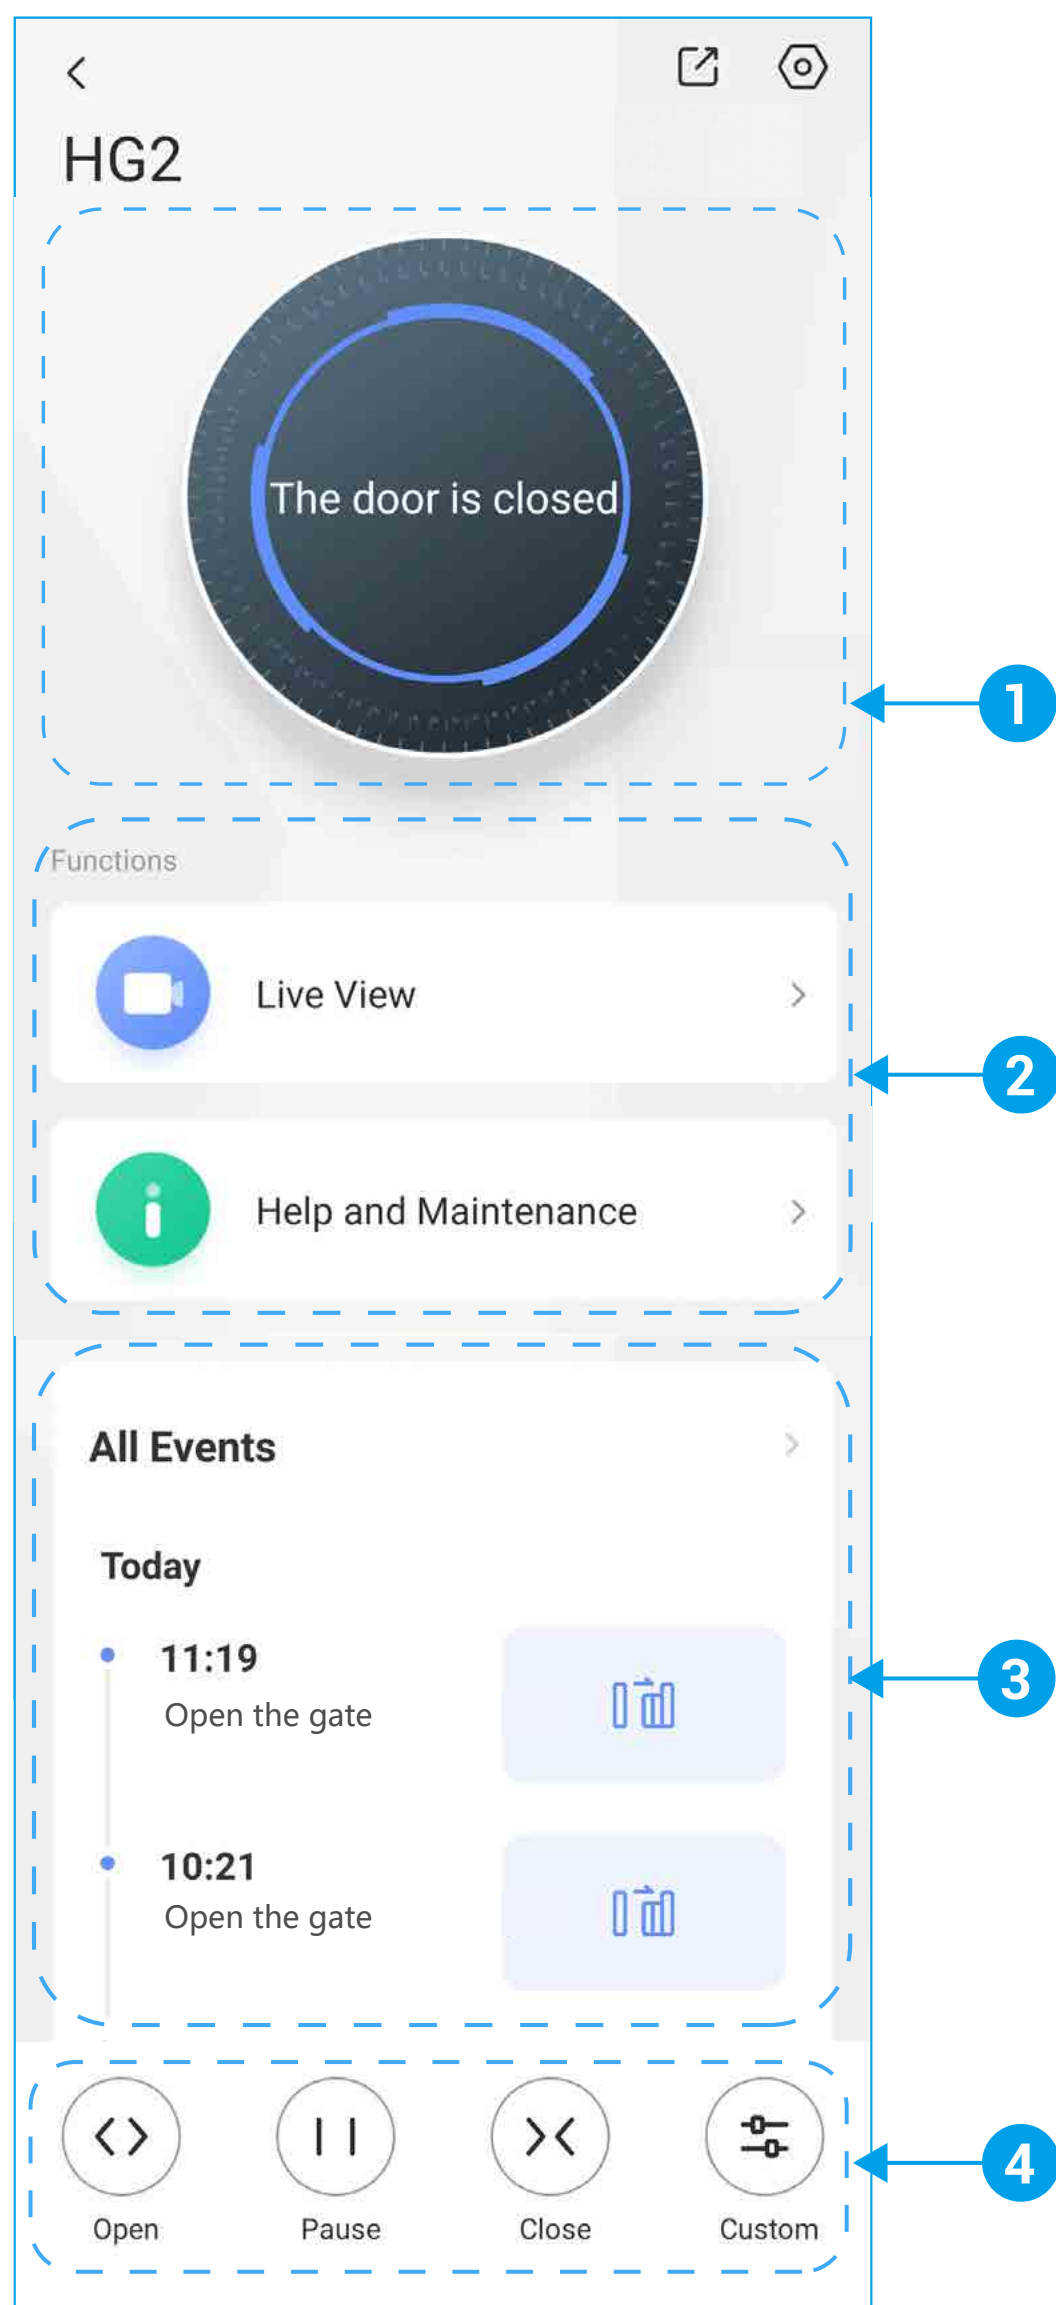 HG2
The door is closed
1
Functions
Live View
2
Help and Maintenance
All Events
Today
11:19
Open the gate
3
10:21
Open the gate
Open Pause Close Custom
4